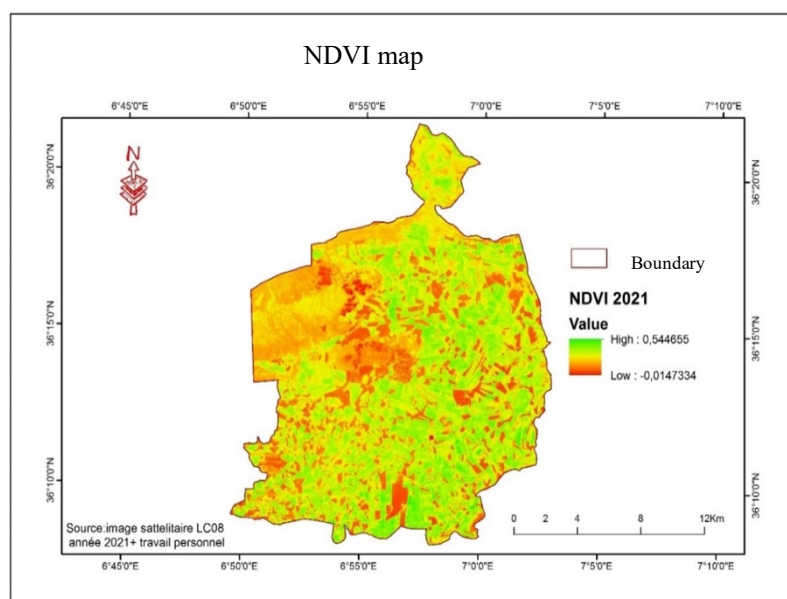 NDVI map
6°45'0"E 6°50'0"E 6°55'0"E 7°0'0"E 7°5'0"E 7°10'0"E
N
36°20'0"N 36°20'0"N
Boundary
NDVI 2021
Value
High : 0,544655
Low : -0,0147334
36°15'0"N 36°15'0"N
36°10'0"N 36°10'0"N
0 2 4 8 12Km
Source:image sattelitaire LC08
année 2021+ travail personnel
6°45'0"E 6°50'0"E 6°55'0"E 7°0'0"E 7°5'0"E 7°10'0"E